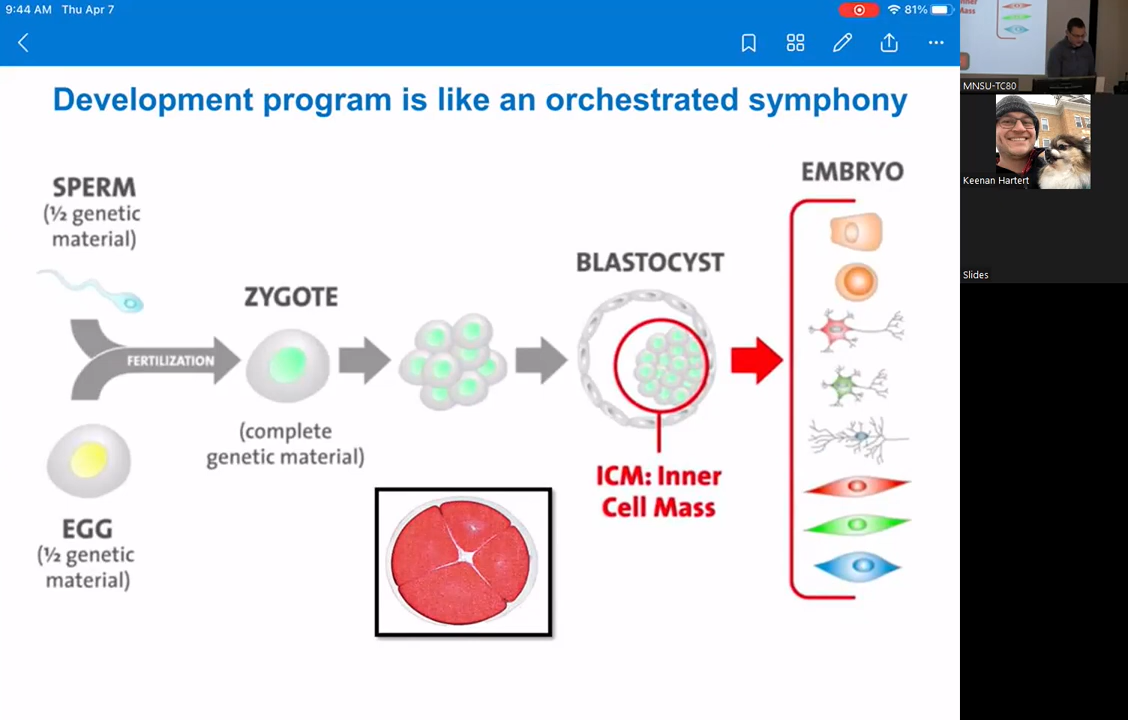 9:44 AM Thu Apr 7
81%
Development program is like an orchestrated symphony
SPERM
(½ genetic
material)
FERTILIZATION
EGG
(½ genetic
material)
ZYGOTE
(complete
genetic material)
BLASTOCYST
ICM: Inner
Cell Mass
EMBRYO
nner
Mass
MNSU-TC80
Keenan Hartert
Slides